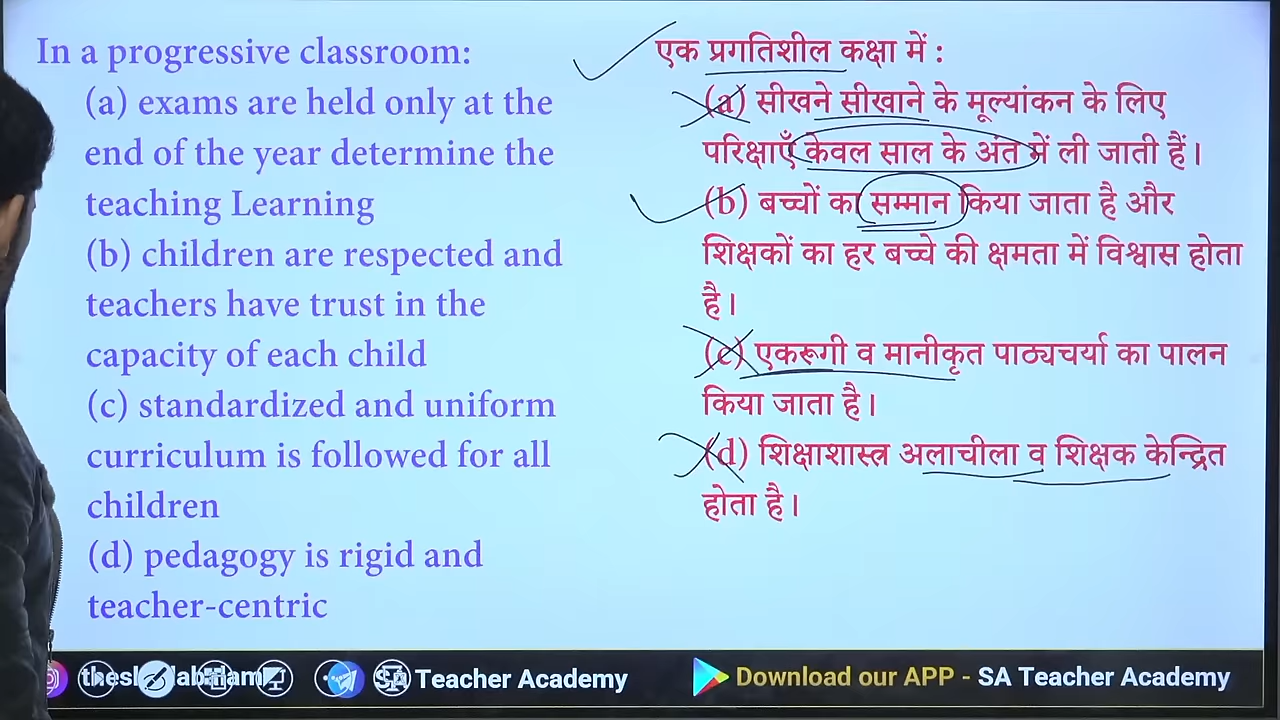 In a progressive classroom:
(a) exams are held only at the
end of the year determine the
teaching Learning
(b) children are respected and
teachers have trust in the
capacity of each child
(c) standardized and uniform
curriculum is followed for all
children
(d) pedagogy is rigid and
teacher-centric
एक प्रगतिशील कक्षा में :
(a) सीखने सीखाने के मूल्यांकन के लिए
परिक्षाएँ केवल साल के अंत में ली जाती हैं।
(b) बच्चों का सम्मान किया जाता है और
शिक्षकों का हर बच्चे की क्षमता में विश्वास होता
है।
(c) एकरूगी व मानीकृत पाठ्यचर्या का पालन
किया जाता है।
(d) शिक्षाशास्त्र अलाचीला व शिक्षक केन्द्रित
होता है।
SA Teacher Academy
Download our APP - SA Teacher Academy